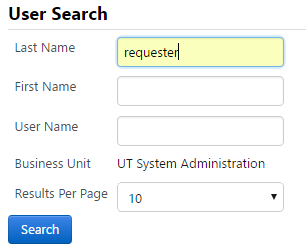 User Search
Last Name requester
First Name
User Name
Business Unit UT System Administration
Results Per Page 10
Search